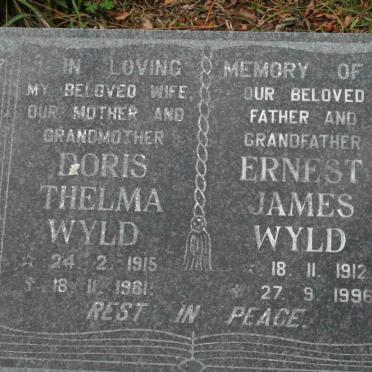 IN LOVING MEMORY OF
MY BELOVED WIFE
OUR MOTHER AND
GRANDMOTHER
DORIS
THELMA
WYLD
☆ 24. 2. 1915
✝ 18. 11. 1981.
OUR BELOVED
FATHER AND
GRANDFATHER
ERNEST
JAMES
WYLD
☆ 18. 11. 1912
✝ 27. 9. 1996
REST IN PEACE.